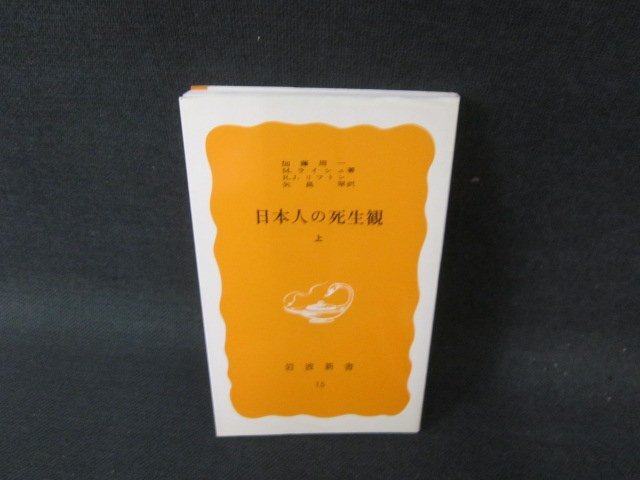 加藤周一
M.ライシュ著
R.J.リフトン
矢島翠訳
日本人の死生観
上
岩波新書
15